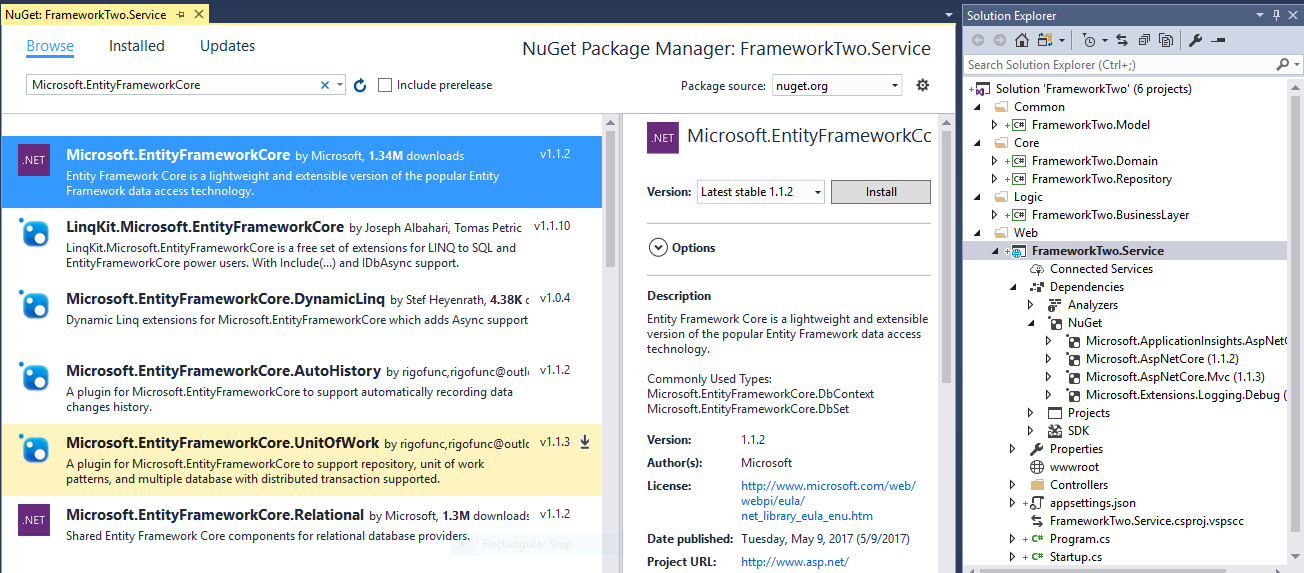 NuGet: FrameworkTwo.Service
Browse Installed Updates
NuGet Package Manager: FrameworkTwo.Service
Microsoft.EntityFrameworkCore
Include prerelease
Package source: nuget.org
.NET
Microsoft.EntityFrameworkCore by Microsoft, 1.34M downloads v1.1.2
Entity Framework Core is a lightweight and extensible version of the popular Entity
Framework data access technology.
LinqKit.Microsoft.EntityFrameworkCore by Joseph Albahari, Tomas Petric v1.1.10
LinqKit.Microsoft.EntityFrameworkCore is a free set of extensions for LINQ to SQL and
EntityFrameworkCore power users. With Include(...) and IDbAsync support.
Microsoft.EntityFrameworkCore.DynamicLinq by Stef Heyenrath, 4.38K d v1.0.4
Dynamic Linq extensions for Microsoft.EntityFrameworkCore which adds Async support
Microsoft.EntityFrameworkCore.AutoHistory by rigofunc,rigofunc@outl v1.1.2
A plugin for Microsoft.EntityFrameworkCore to support automatically recording data
changes history.
Microsoft.EntityFrameworkCore.UnitOfWork by rigofunc,rigofunc@outlo v1.1.3
A plugin for Microsoft.EntityFrameworkCore to support repository, unit of work
patterns, and multiple database with distributed transaction supported.
.NET
Microsoft.EntityFrameworkCore.Relational by Microsoft, 1.3M downloads v1.1.2
Shared Entity Framework Core components for relational database providers.
Rectangular Snip
.NET
Microsoft.EntityFrameworkCo
Version: Latest stable 1.1.2 Install
Options
Description
Entity Framework Core is a lightweight and extensible
version of the popular Entity Framework data access
technology.
Commonly Used Types:
Microsoft.EntityFrameworkCore.DbContext
Microsoft.EntityFrameworkCore.DbSet
Version: 1.1.2
Author(s): Microsoft
License: http://www.microsoft.com/web/
webpi/eula/
net_library_eula_enu.htm
Date published: Tuesday, May 9, 2017 (5/9/2017)
Project URL: http://www.asp.net/
Solution Explorer
Search Solution Explorer (Ctrl+;)
Solution 'FrameworkTwo' (6 projects)
Common
C# FrameworkTwo.Model
Core
C# FrameworkTwo.Domain
C# FrameworkTwo.Repository
Logic
C# FrameworkTwo.BusinessLayer
Web
FrameworkTwo.Service
Connected Services
Dependencies
Analyzers
NuGet
Microsoft.ApplicationInsights.AspNetC
Microsoft.AspNetCore (1.1.2)
Microsoft.AspNetCore.Mvc (1.1.3)
Microsoft.Extensions.Logging.Debug (
Projects
SDK
Properties
wwwroot
Controllers
appsettings.json
FrameworkTwo.Service.csproj.vspscc
C# Program.cs
C# Startup.cs